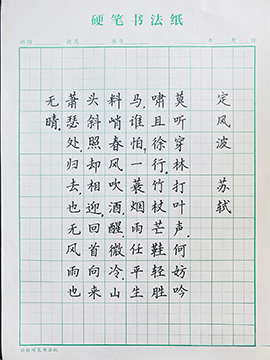 硬笔书法纸
班级 姓名 编号 年 月 日
定风波 苏轼
莫听穿林打叶声,何妨吟
啸且徐行,竹杖芒鞋轻胜
马,谁怕,一蓑烟雨任平生
料峭春风吹酒醒,微冷,山
头斜照却相迎,回首向来
萧瑟处,归去,也无风雨也
无晴。